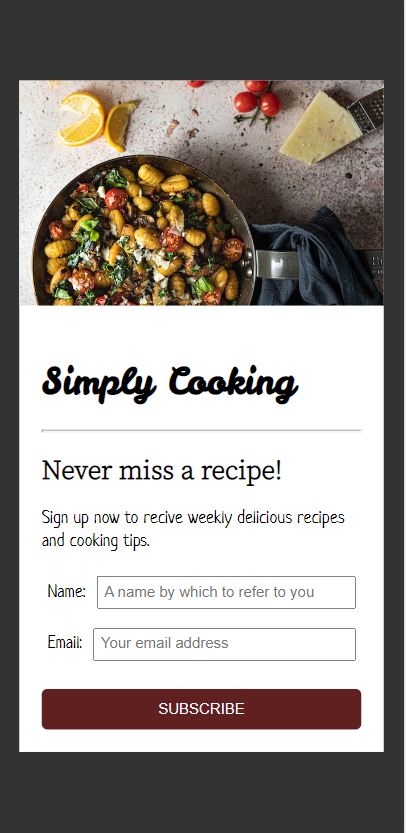 Simply Cooking
Never miss a recipe!
Sign up now to recive weekly delicious recipes
and cooking tips.
Name: A name by which to refer to you
Email: Your email address
SUBSCRIBE